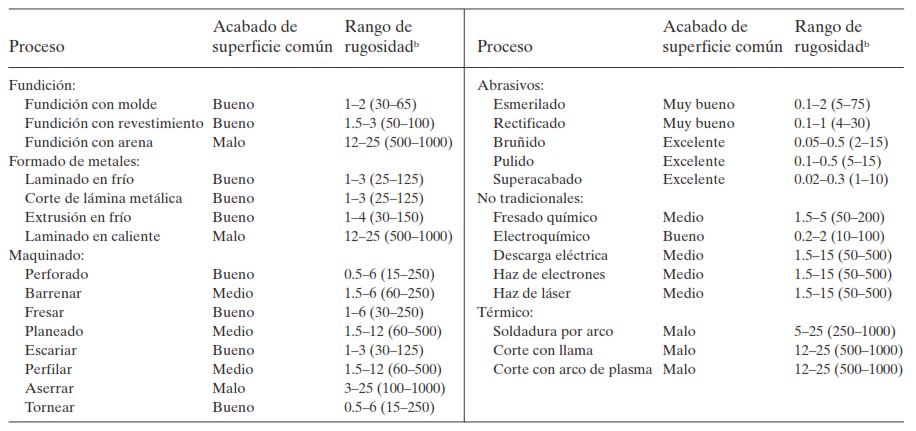 Proceso Acabado de superficie común Rango de rugosidadᵇ
Fundición:
Fundición con molde Bueno 1–2 (30–65)
Fundición con revestimiento Bueno 1.5–3 (50–100)
Fundición con arena Malo 12–25 (500–1000)
Formado de metales:
Laminado en frío Bueno 1–3 (25–125)
Corte de lámina metálica Bueno 1–3 (25–125)
Extrusión en frío Bueno 1–4 (30–150)
Laminado en caliente Malo 12–25 (500–1000)
Maquinado:
Perforado Bueno 0.5–6 (15–250)
Barrenar Medio 1.5–6 (60–250)
Fresar Bueno 1–6 (30–250)
Planeado Medio 1.5–12 (60–500)
Escariar Bueno 1–3 (30–125)
Perfilar Medio 1.5–12 (60–500)
Aserrar Malo 3–25 (100–1000)
Tornear Bueno 0.5–6 (15–250)
Proceso Acabado de superficie común Rango de rugosidadᵇ
Abrasivos:
Esmerilado Muy bueno 0.1–2 (5–75)
Rectificado Muy bueno 0.1–1 (4–30)
Bruñido Excelente 0.05–0.5 (2–15)
Pulido Excelente 0.1–0.5 (5–15)
Superacabado Excelente 0.02–0.3 (1–10)
No tradicionales:
Fresado químico Medio 1.5–5 (50–200)
Electroquímico Bueno 0.2–2 (10–100)
Descarga eléctrica Medio 1.5–15 (50–500)
Haz de electrones Medio 1.5–15 (50–500)
Haz de láser Medio 1.5–15 (50–500)
Térmico:
Soldadura por arco Malo 5–25 (250–1000)
Corte con llama Malo 12–25 (500–1000)
Corte con arco de plasma Malo 12–25 (500–1000)